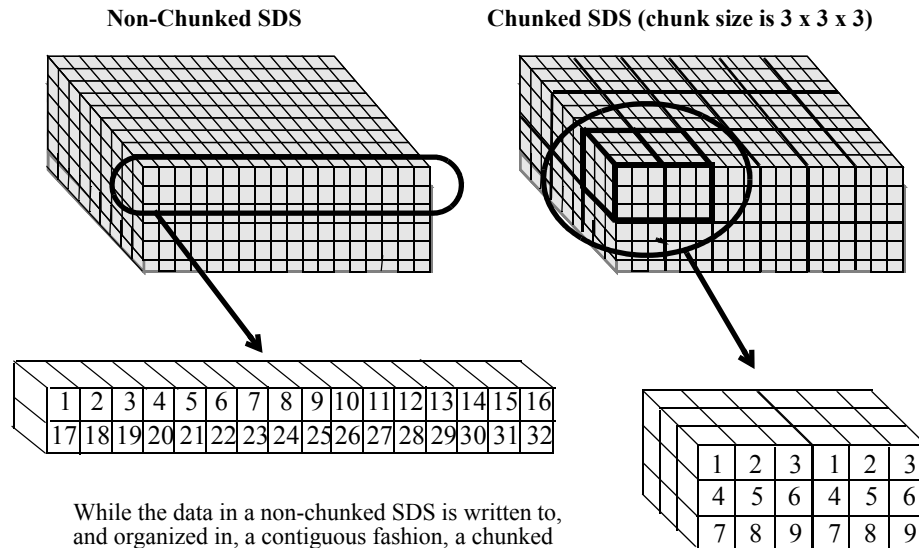 Non-Chunked SDS
Chunked SDS (chunk size is 3 x 3 x 3)
1 2 3 4 5 6 7 8 9 10 11 12 13 14 15 16
17 18 19 20 21 22 23 24 25 26 27 28 29 30 31 32
1 2 3 1 2 3
4 5 6 4 5 6
7 8 9 7 8 9
While the data in a non-chunked SDS is written to,
and organized in, a contiguous fashion, a chunked